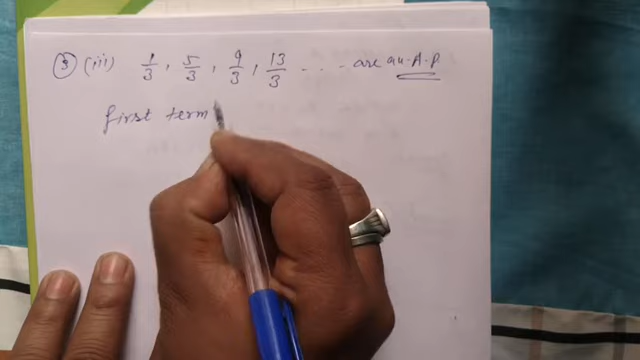 ③ (iii) 1/3, 5/3, 9/3, 13/3 ... are an A.P
first term